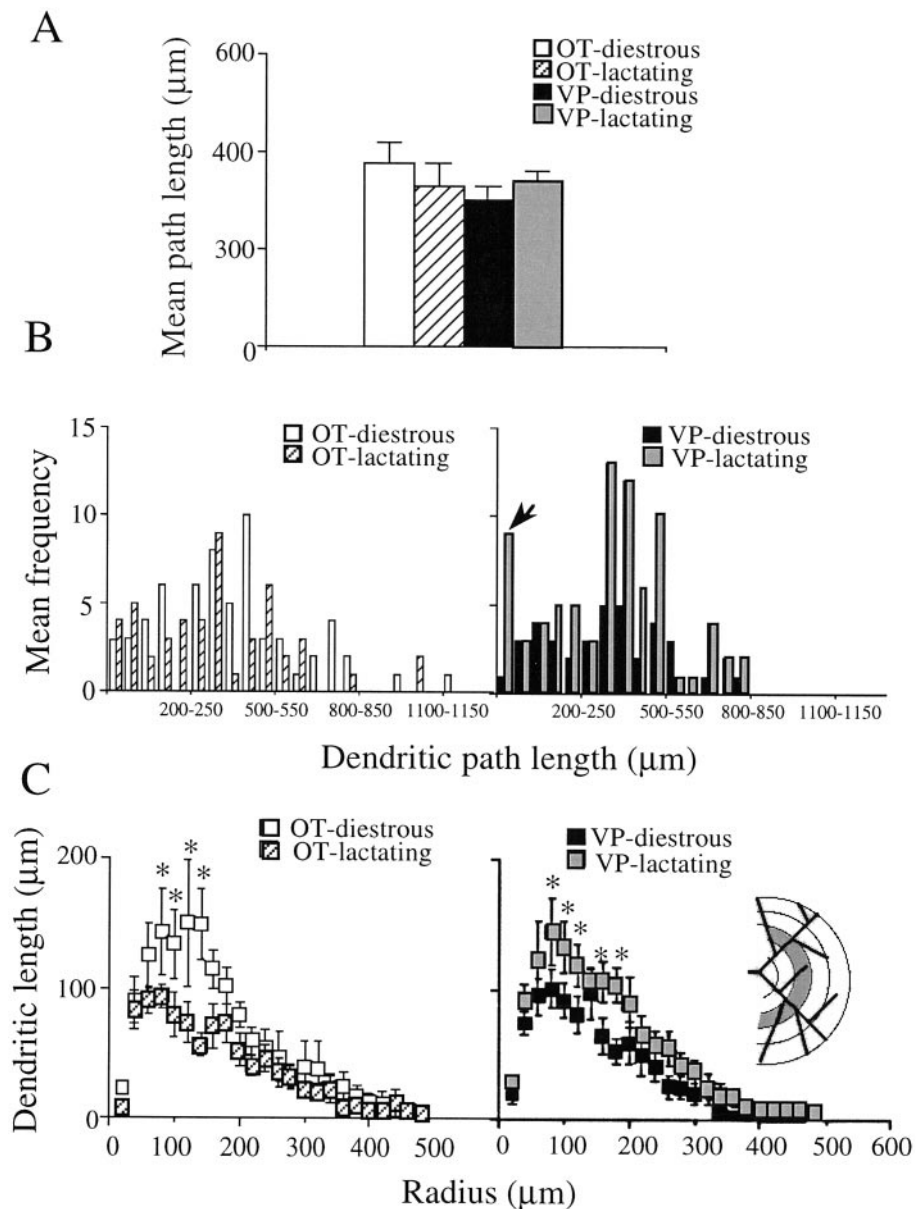 A
Mean path length (μm)
600
400
300
0
OT-diestrous
OT-lactating
VP-diestrous
VP-lactating
B
Mean frequency
15
10
5
0
OT-diestrous
OT-lactating
VP-diestrous
VP-lactating
200-250 500-550 800-850 1100-1150
200-250 500-550 800-850 1100-1150
Dendritic path length (μm)
C
Dendritic length (μm)
200
100
0
OT-diestrous
OT-lactating
VP-diestrous
VP-lactating
* * * *
* * * * *
0 100 200 300 400 500
0 100 200 300 400 500 600
Radius (μm)